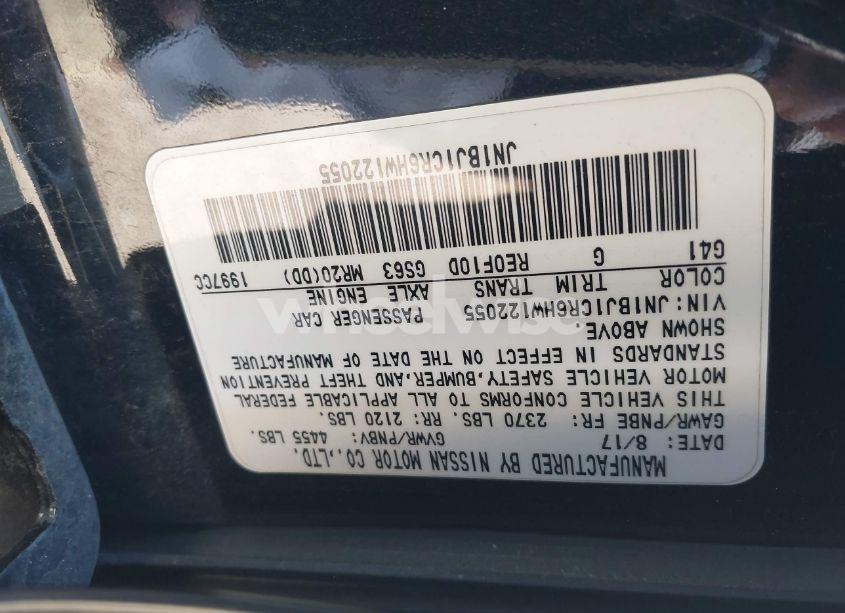 MANUFACTURED BY NISSAN MOTOR CO.,LTD.
DATE: 8/17 GVWR/PNBV: 4455 LBS.
GAWR/PNBE FR: 2370 LBS. RR: 2120 LBS.
THIS VEHICLE CONFORMS TO ALL APPLICABLE FEDERAL
MOTOR VEHICLE SAFETY,BUMPER,AND THEFT PREVENTION
STANDARDS IN EFFECT ON THE DATE OF MANUFACTURE
SHOWN ABOVE:
VIN:JN1BJ1CR6HW122055 PASSENGER CAR
COLOR TRIM TRANS AXLE ENGINE
G41 G RE0F10D GS63 MR20(DD) 1997CC
JN1BJ1CR6HW122055
wheelwise